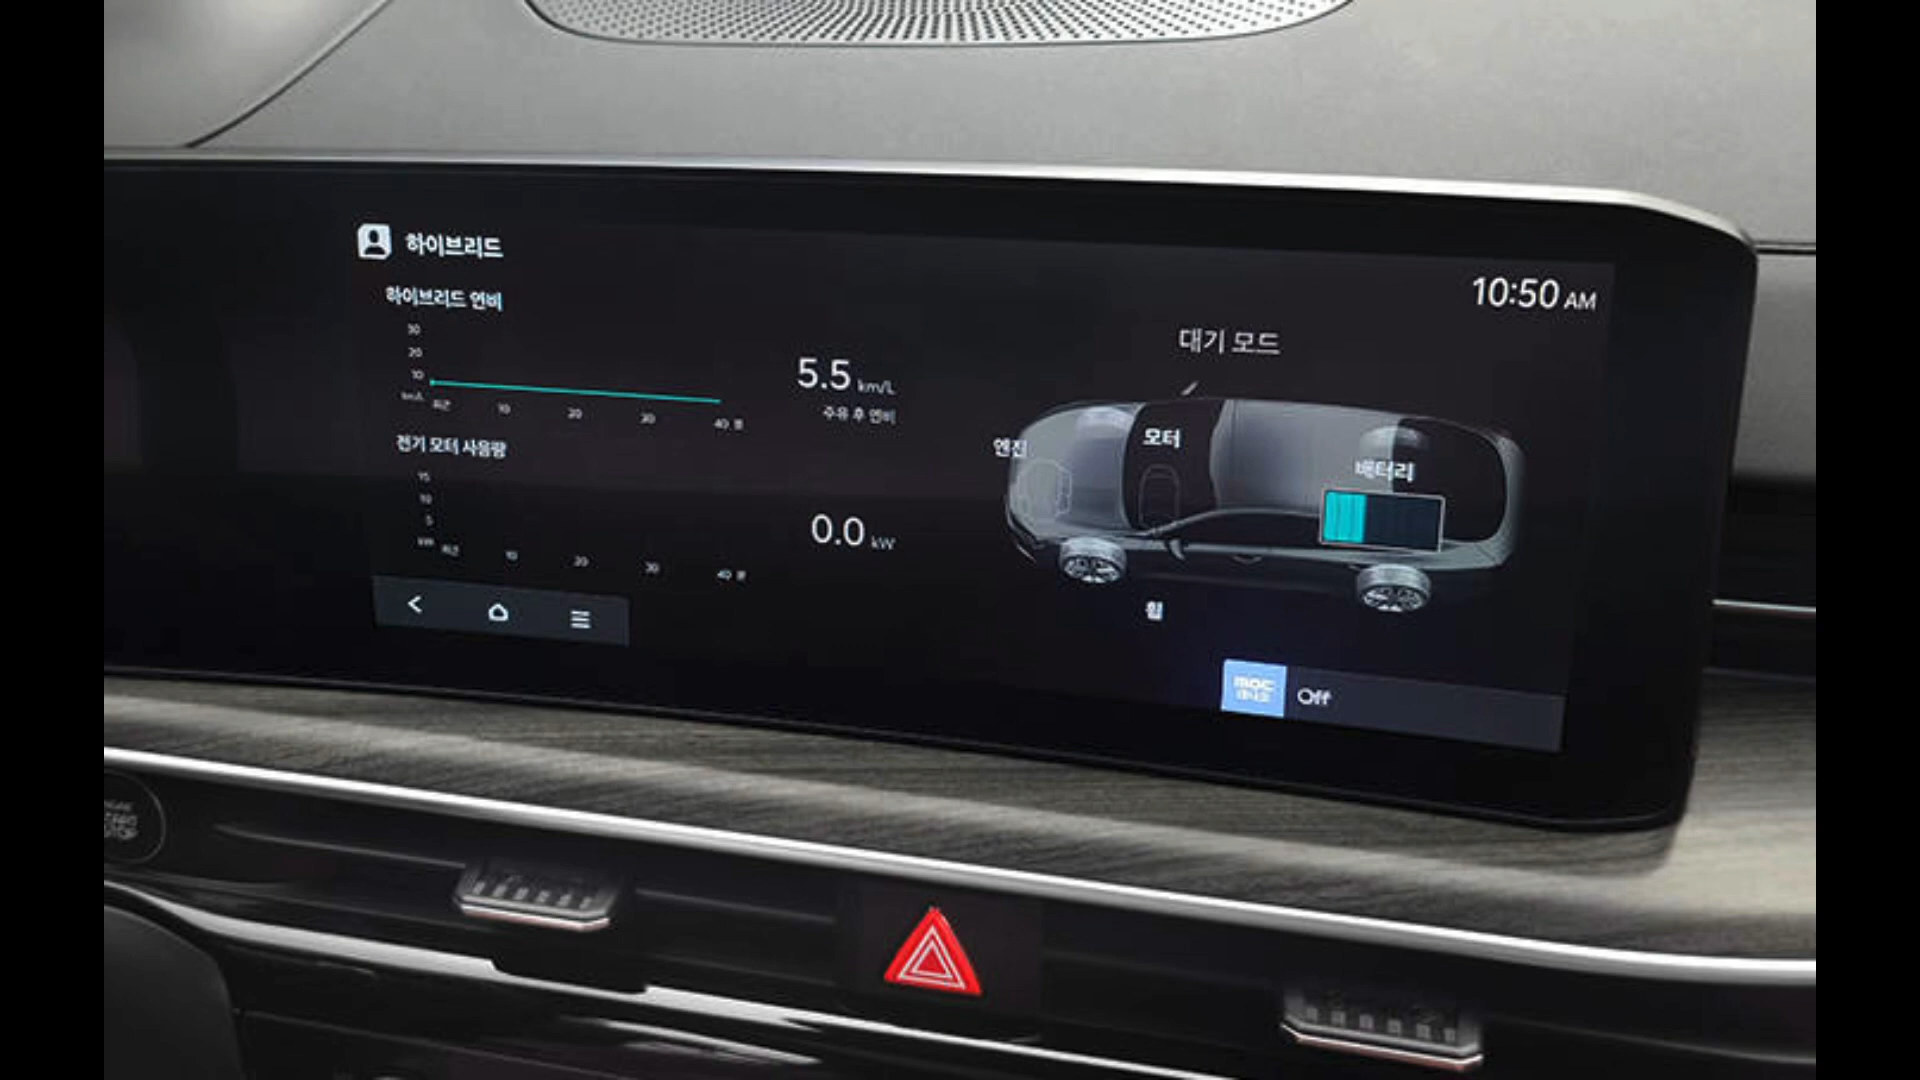 하이브리드
10:50 AM
하이브리드 연비
30
20
10
km/L 최근 10 20 30 40 분
5.5 km/L
주유 후 연비
대기 모드
엔진
모터
배터리
휠
전기 모터 사용량
15
10
5
kW 최근 10 20 30 40 분
0.0 kW
Off
STOP